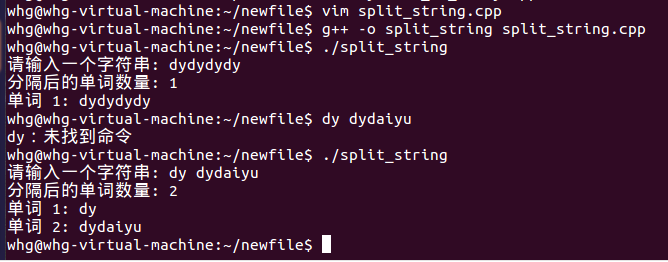 whg@whg-virtual-machine:~/newfile$ vim split_string.cpp
whg@whg-virtual-machine:~/newfile$ g++ -o split_string split_string.cpp
whg@whg-virtual-machine:~/newfile$ ./split_string
请输入一个字符串: dydydydy
分隔后的单词数量: 1
单词 1: dydydydy
whg@whg-virtual-machine:~/newfile$ dy dydaiyu
dy：未找到命令
whg@whg-virtual-machine:~/newfile$ ./split_string
请输入一个字符串: dy dydaiyu
分隔后的单词数量: 2
单词 1: dy
单词 2: dydaiyu
whg@whg-virtual-machine:~/newfile$